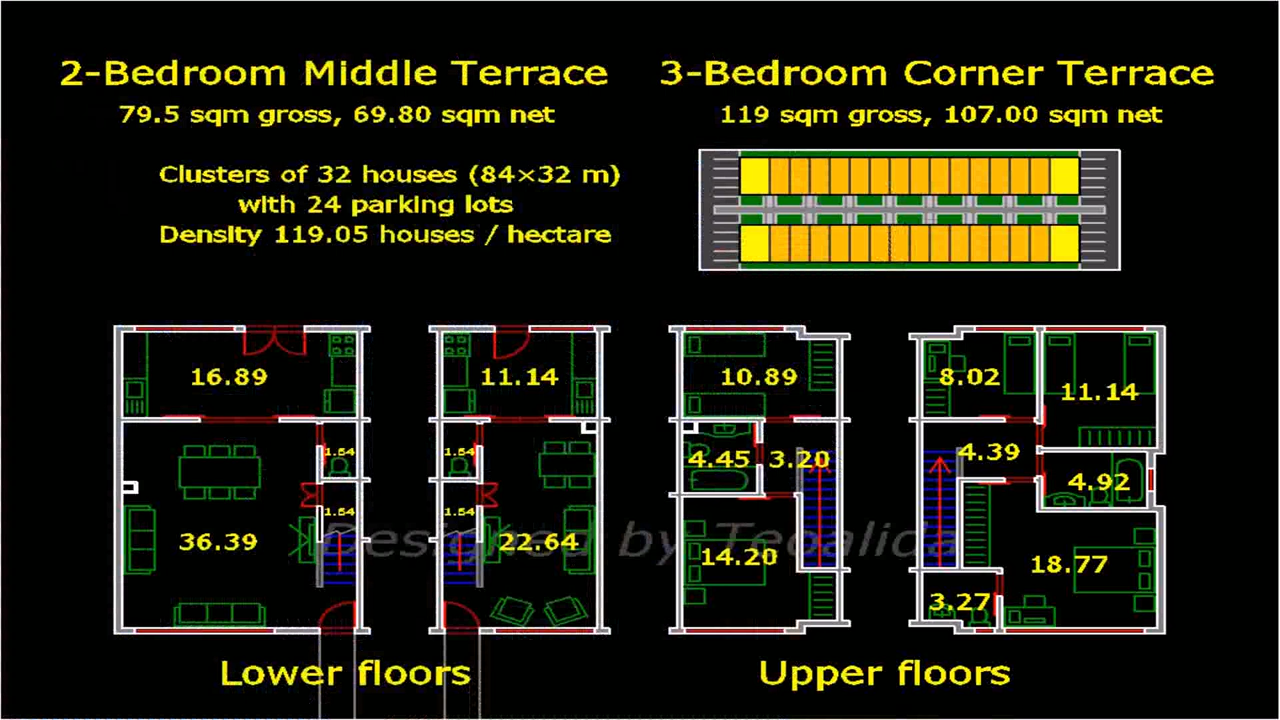 2-Bedroom Middle Terrace
79.5 sqm gross, 69.80 sqm net
3-Bedroom Corner Terrace
119 sqm gross, 107.00 sqm net
Clusters of 32 houses (84×32 m)
with 24 parking lots
Density 119.05 houses / hectare
16.89
1.54
1.54
36.39
11.14
1.54
1.54
22.64
10.89
4.45
3.20
14.20
8.02
11.14
4.39
4.92
18.77
3.27
Designed by Teoalida
Lower floors
Upper floors